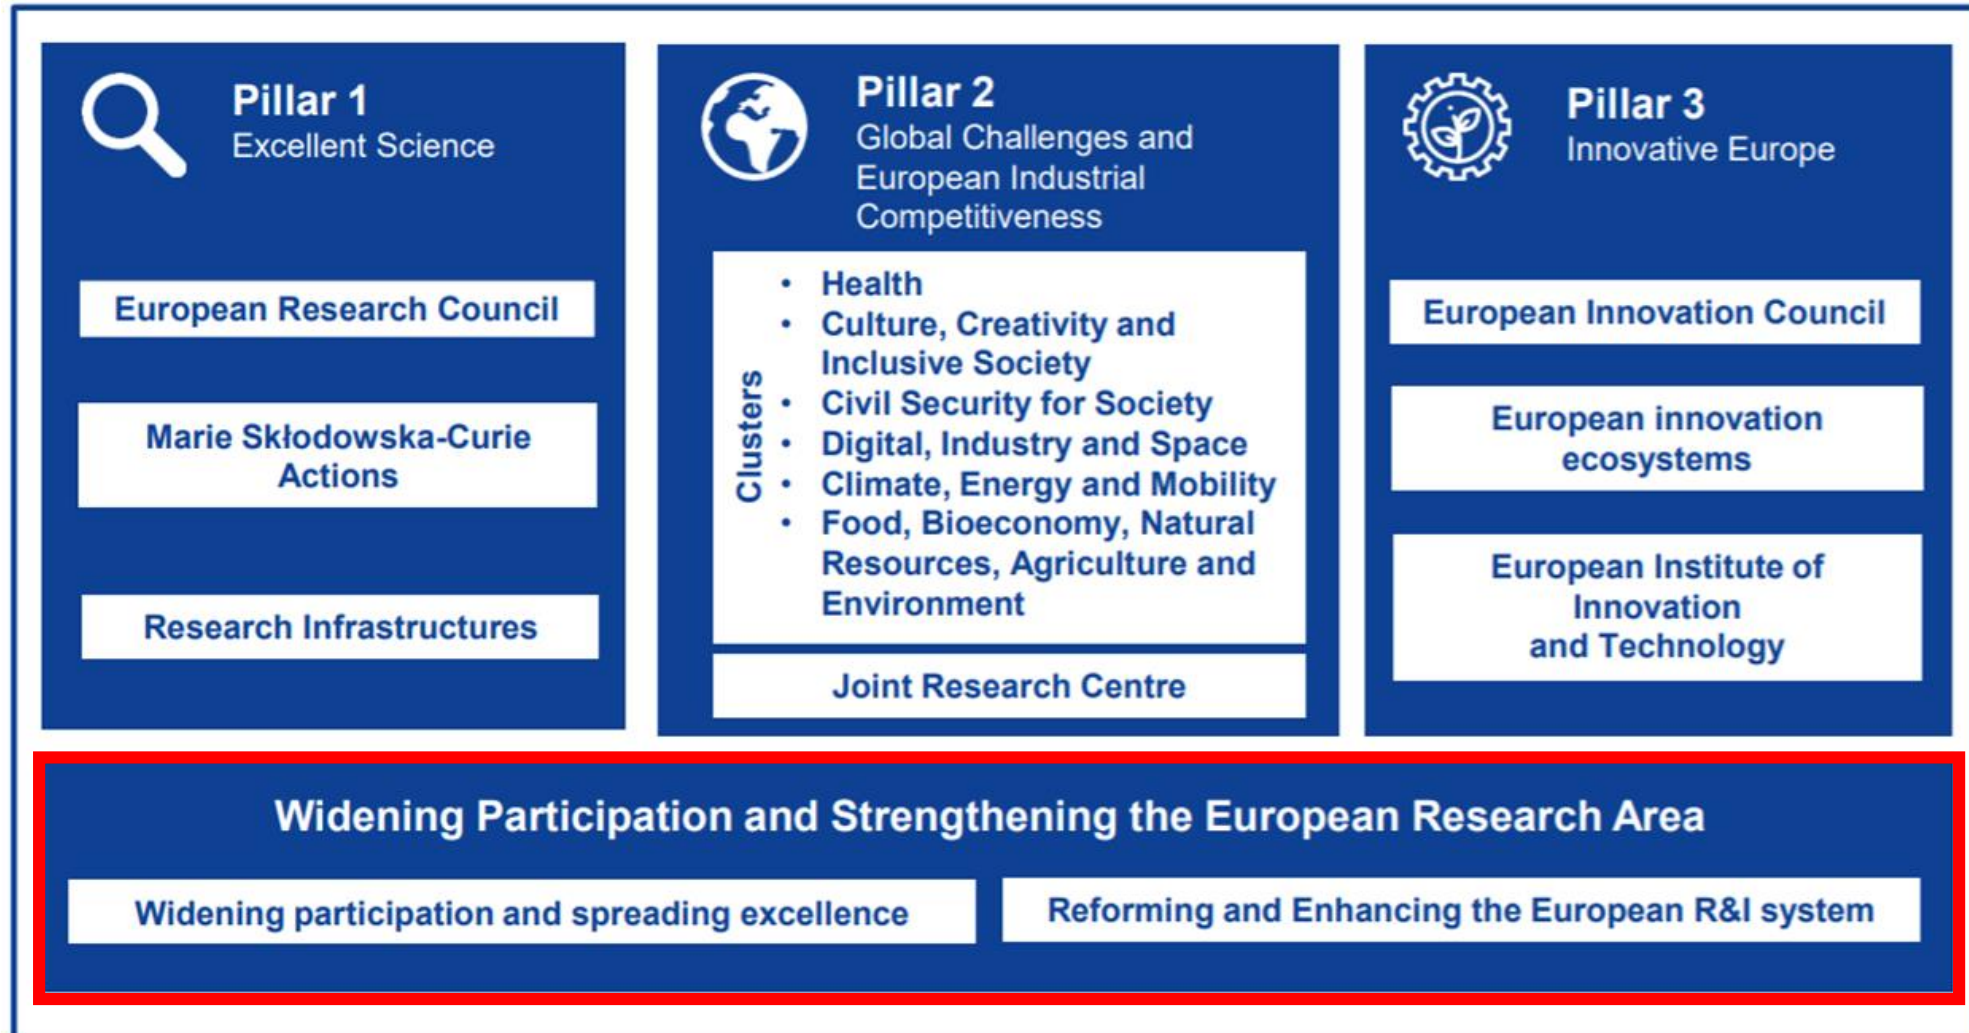 Pillar 1
Excellent Science
European Research Council
Marie Skłodowska-Curie
Actions
Research Infrastructures
Pillar 2
Global Challenges and
European Industrial
Competitiveness
Clusters
• Health
• Culture, Creativity and
Inclusive Society
• Civil Security for Society
• Digital, Industry and Space
• Climate, Energy and Mobility
• Food, Bioeconomy, Natural
Resources, Agriculture and
Environment
Joint Research Centre
Pillar 3
Innovative Europe
European Innovation Council
European innovation
ecosystems
European Institute of
Innovation
and Technology
Widening Participation and Strengthening the European Research Area
Widening participation and spreading excellence
Reforming and Enhancing the European R&I system